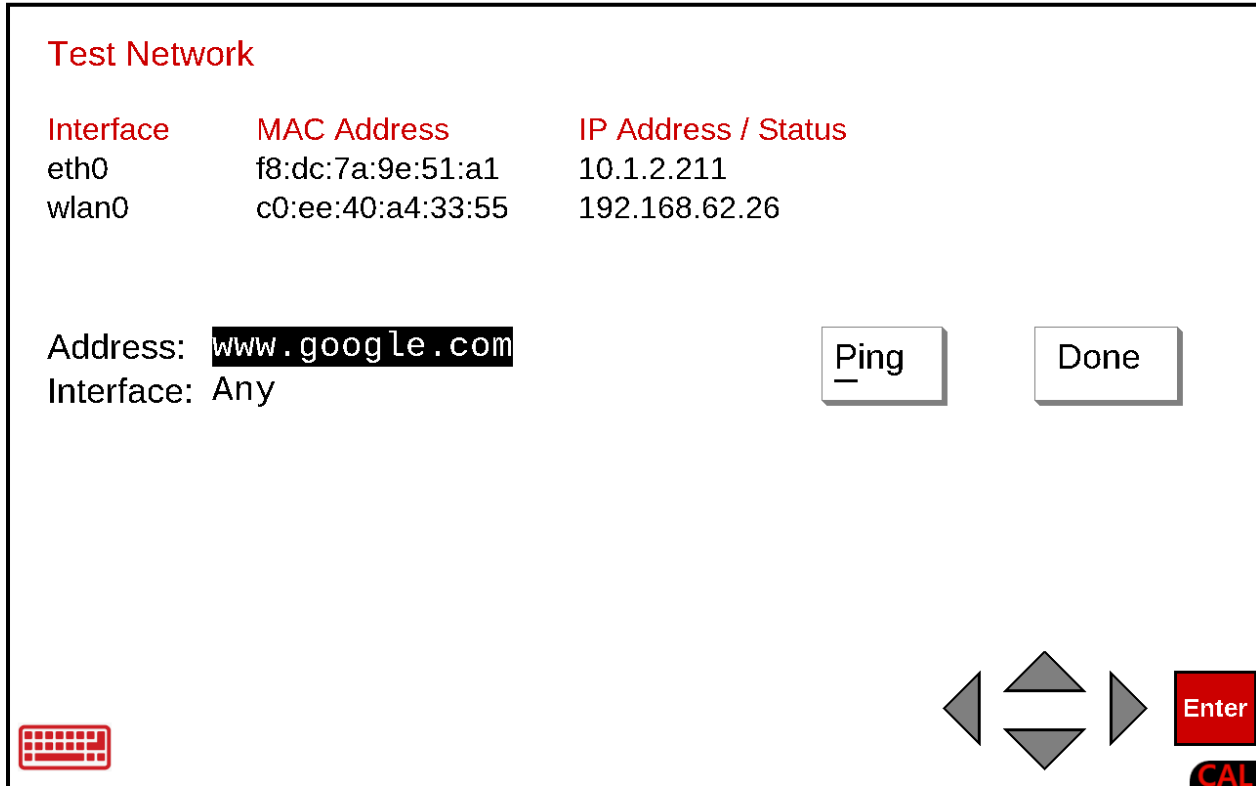 Test Network
Interface MAC Address IP Address / Status
eth0 f8:dc:7a:9e:51:a1 10.1.2.211
wlan0 c0:ee:40:a4:33:55 192.168.62.26
Address: www.google.com Ping Done
Interface: Any
Enter
CAL